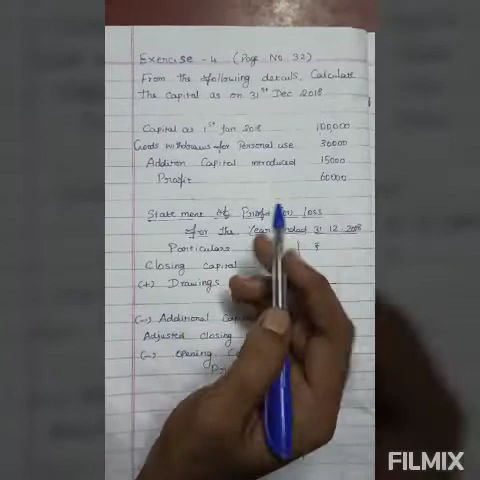 Exercise - 4 (Page No 32)
From the following details, Calculate
the Capital as on 31st Dec 2018
Capital as 1st Jan 2018 100,000
Goods withdrawn for Personal use 30000
Addition Capital introduced 15000
Profit 60000
Statement of Profit or loss
for the Year ended 31.12.2018
Particulars ₹
Closing capital
(+) Drawings
(-) Additional
Adjusted closing
(-) opening
FILMIX